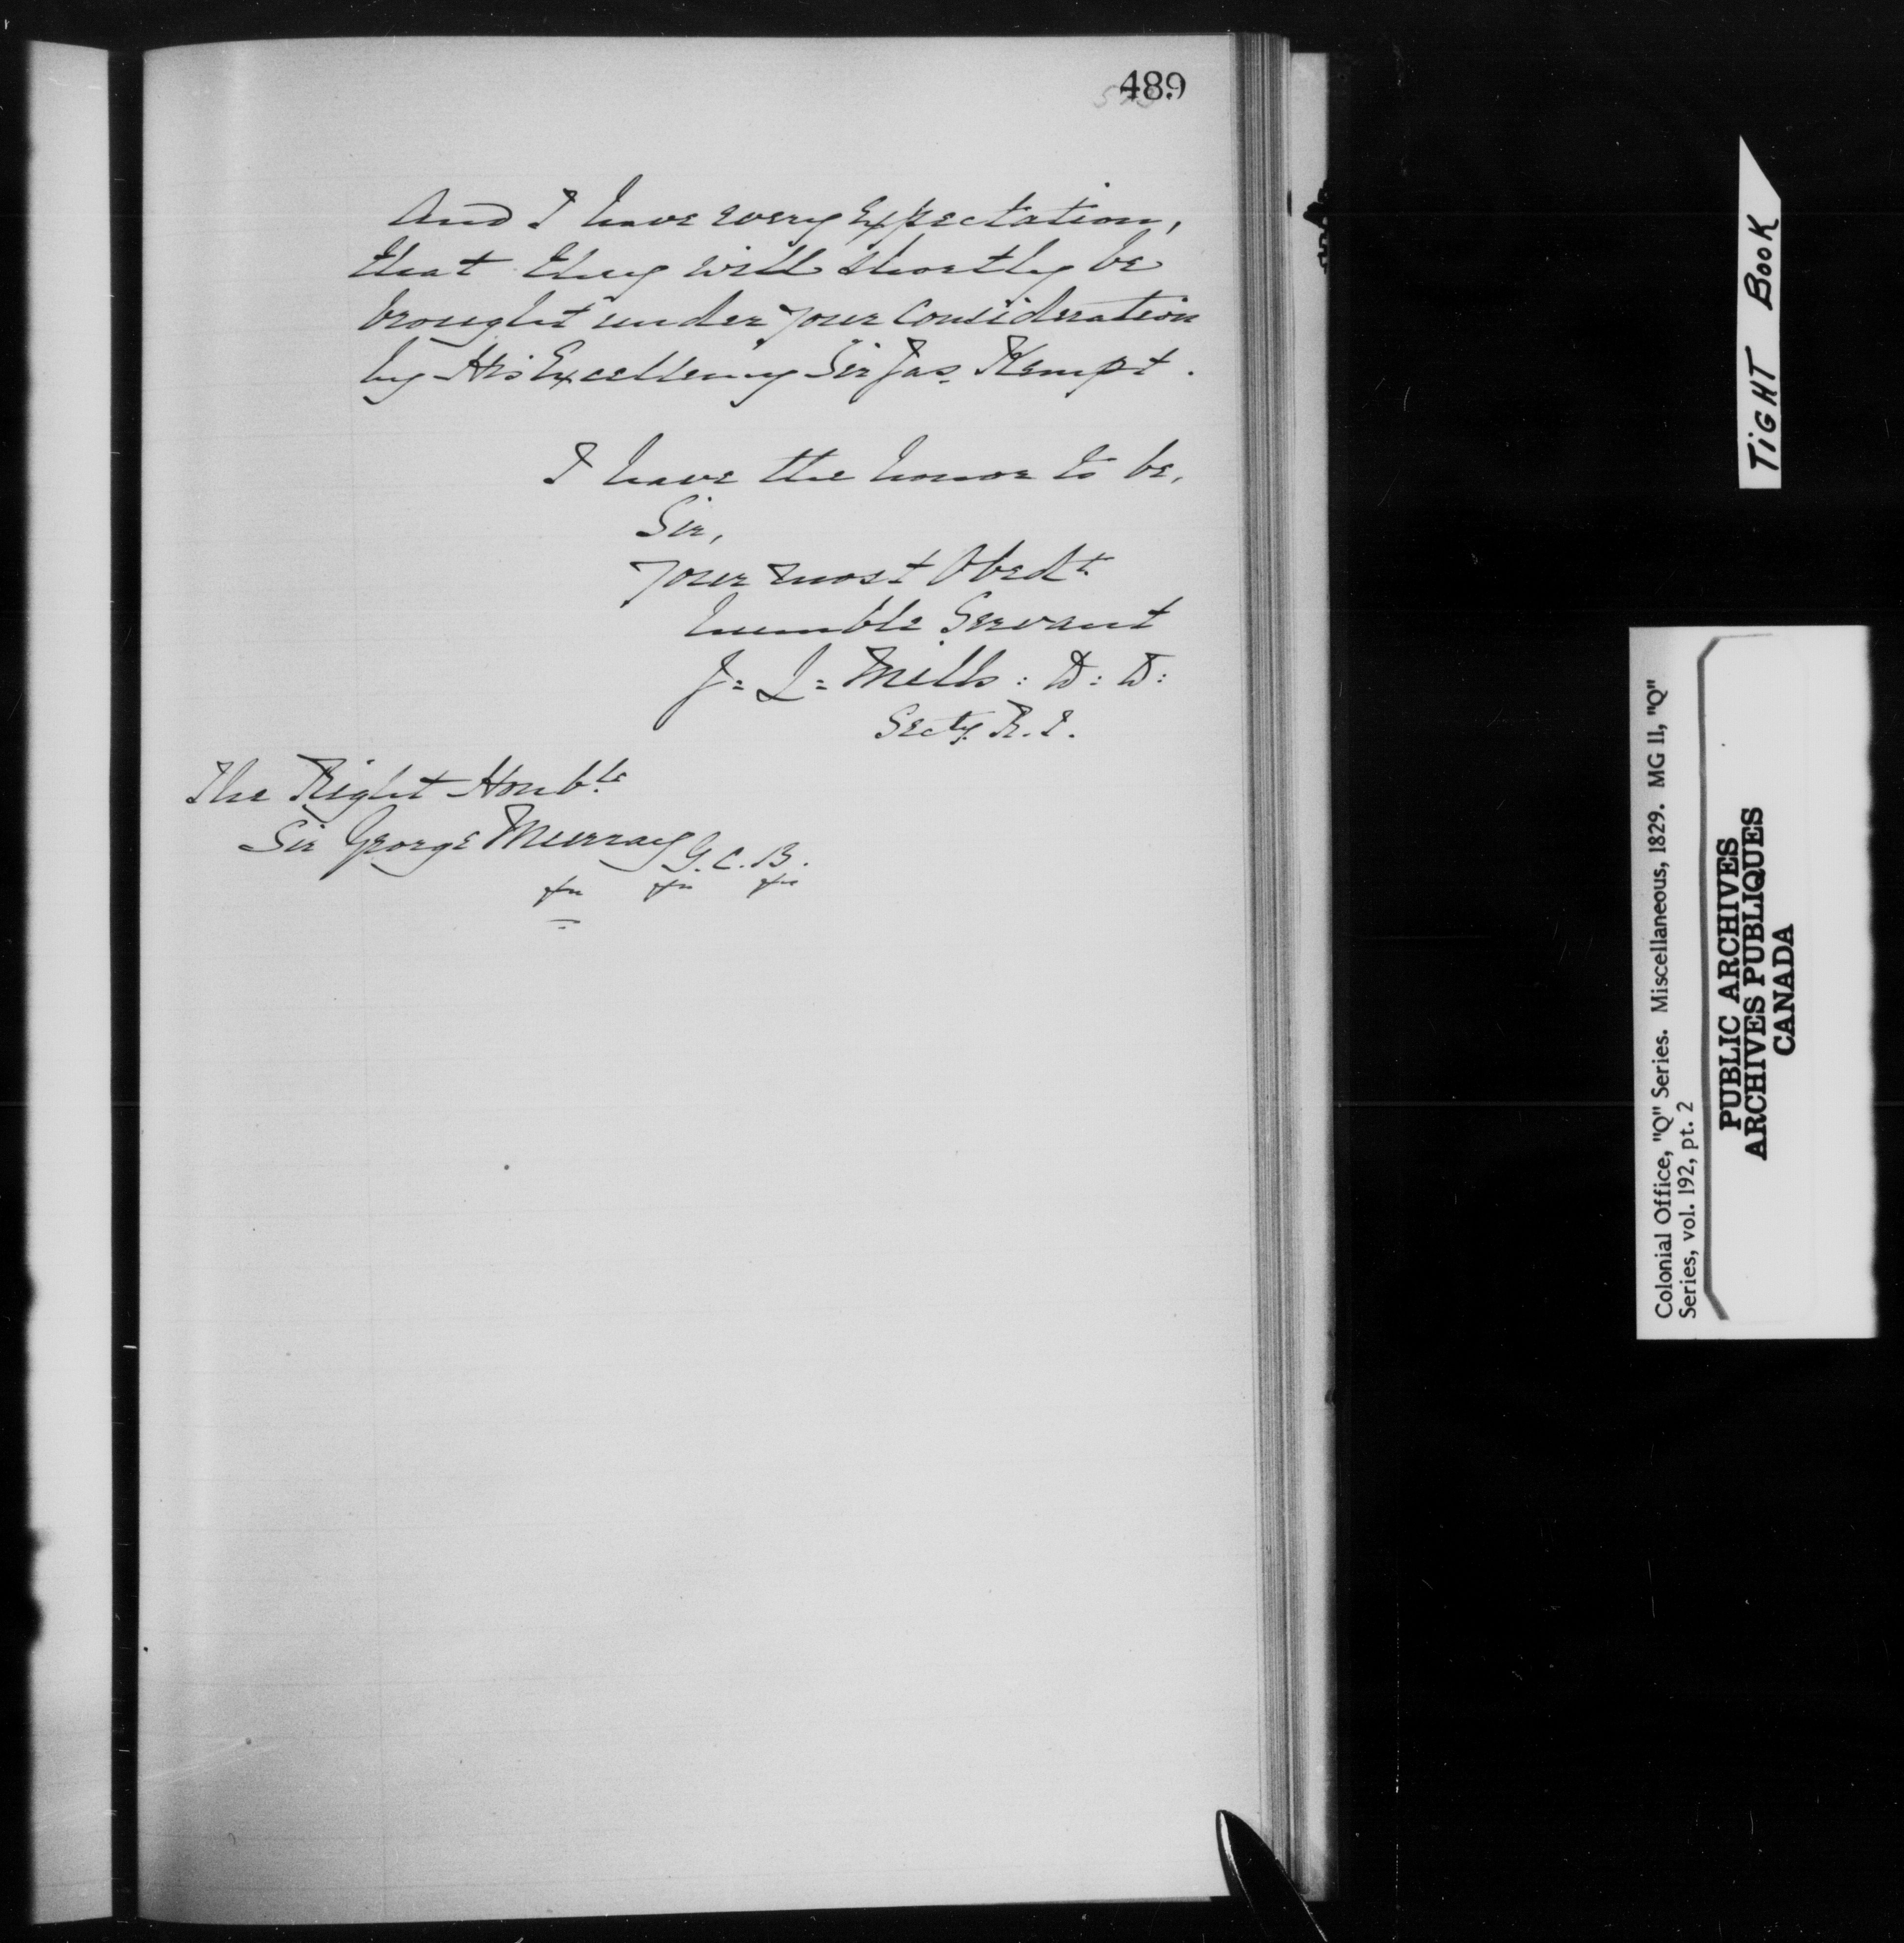 489
And I have every Expectation,
that they will shortly be
brought under your Consideration
by His Excellency Sir Jas. Kempt.
I have the honor to be,
Sir,
Your most Obedt.
humble Servant
J= L= Mills: D: D:
Secty. R. I.
The Right Honble.
Sir George Murray G. C. B.
&c &c &c
TiGHT BOOK
Colonial Office, "Q" Series. Miscellaneous, 1829. MG 11, "Q"
Series, vol. 192, pt. 2
PUBLIC ARCHIVES
ARCHIVES PUBLIQUES
CANADA